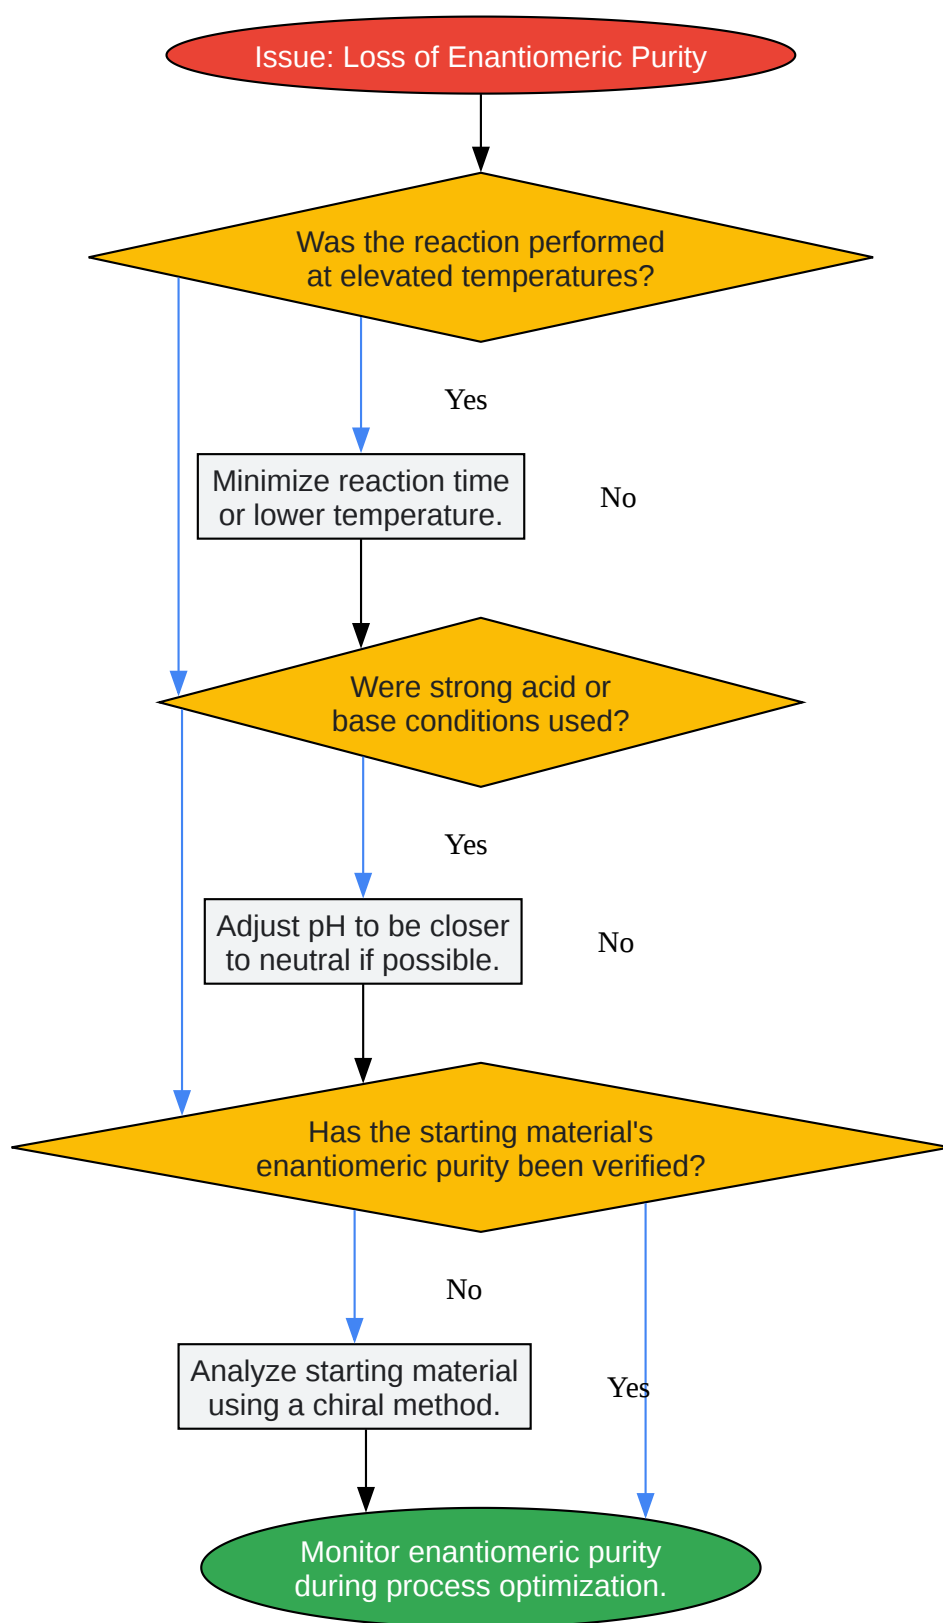 Issue: Loss of Enantiomeric Purity
Was the reaction performed
at elevated temperatures?
Yes
Minimize reaction time
or lower temperature.
No
Were strong acid or
base conditions used?
Yes
Adjust pH to be closer
to neutral if possible.
No
Has the starting material's
enantiomeric purity been verified?
No
Analyze starting material
using a chiral method.
Yes
Monitor enantiomeric purity
during process optimization.